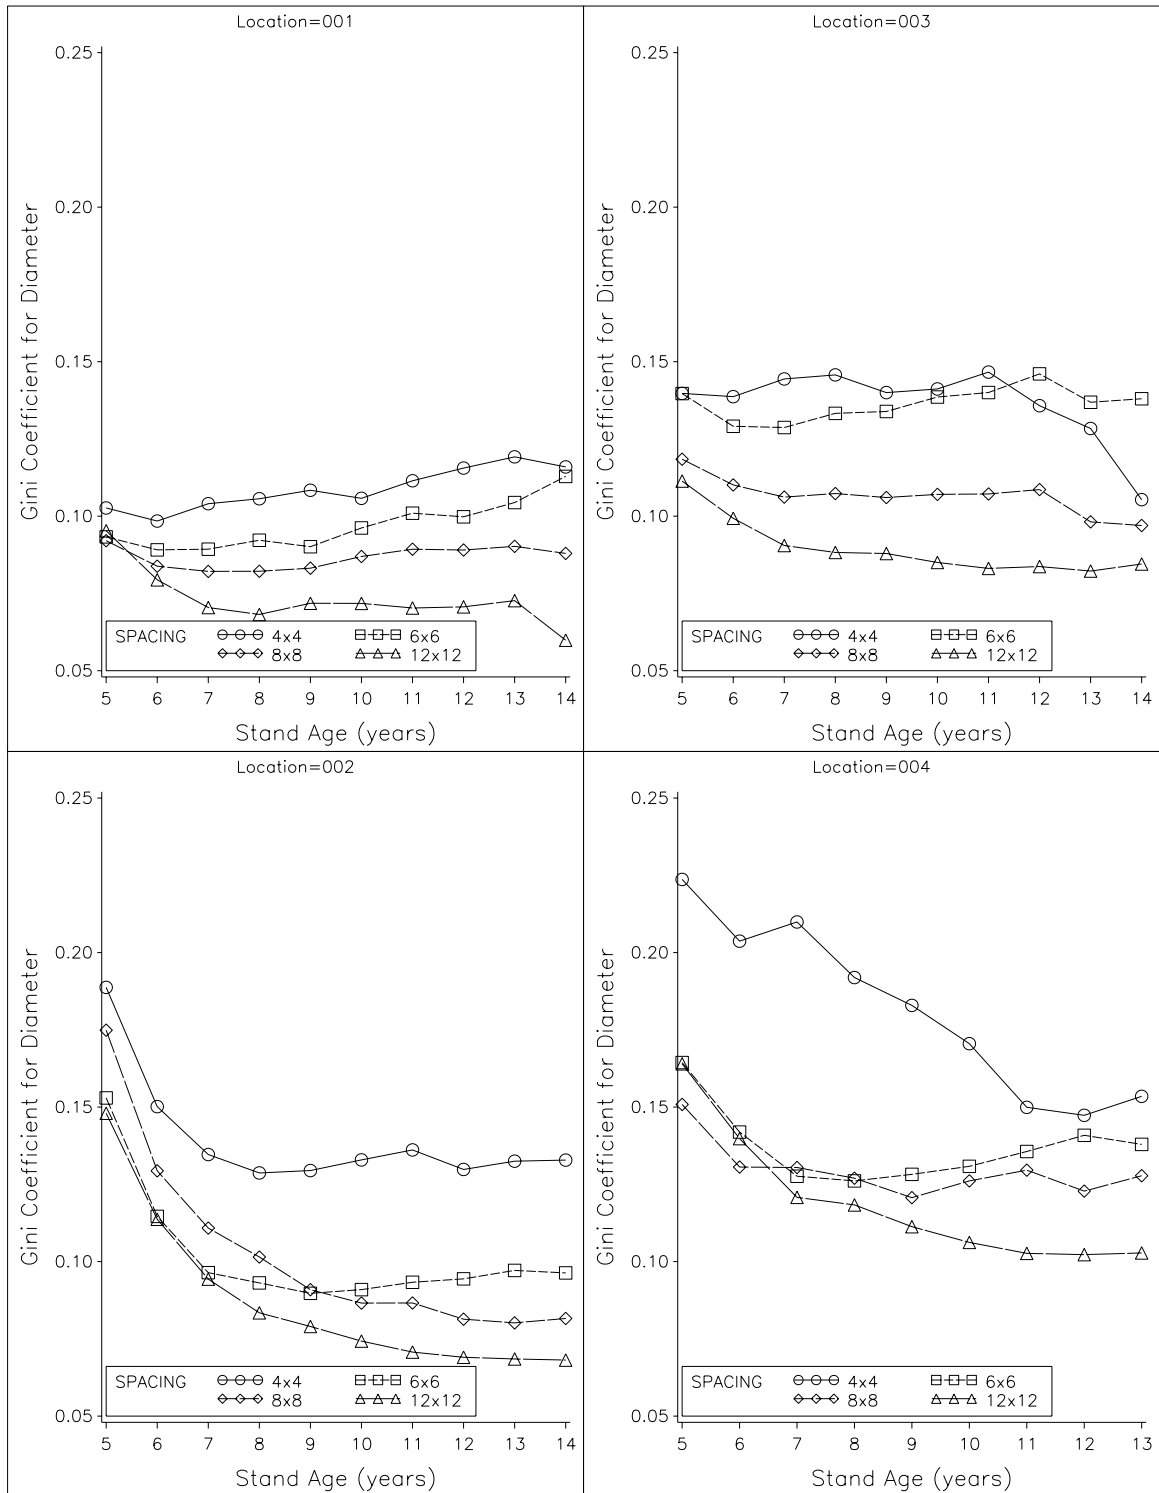 Location=001
0.25
0.20
0.15
0.10
0.05
Gini Coefficient for Diameter
SPACING 4x4 6x6
8x8 12x12
5 6 7 8 9 10 11 12 13 14
Stand Age (years)
Location=003
0.25
0.20
0.15
0.10
0.05
Gini Coefficient for Diameter
SPACING 4x4 6x6
8x8 12x12
5 6 7 8 9 10 11 12 13 14
Stand Age (years)
Location=002
0.25
0.20
0.15
0.10
0.05
Gini Coefficient for Diameter
SPACING 4x4 6x6
8x8 12x12
5 6 7 8 9 10 11 12 13 14
Stand Age (years)
Location=004
0.25
0.20
0.15
0.10
0.05
Gini Coefficient for Diameter
SPACING 4x4 6x6
8x8 12x12
5 6 7 8 9 10 11 12 13
Stand Age (years)